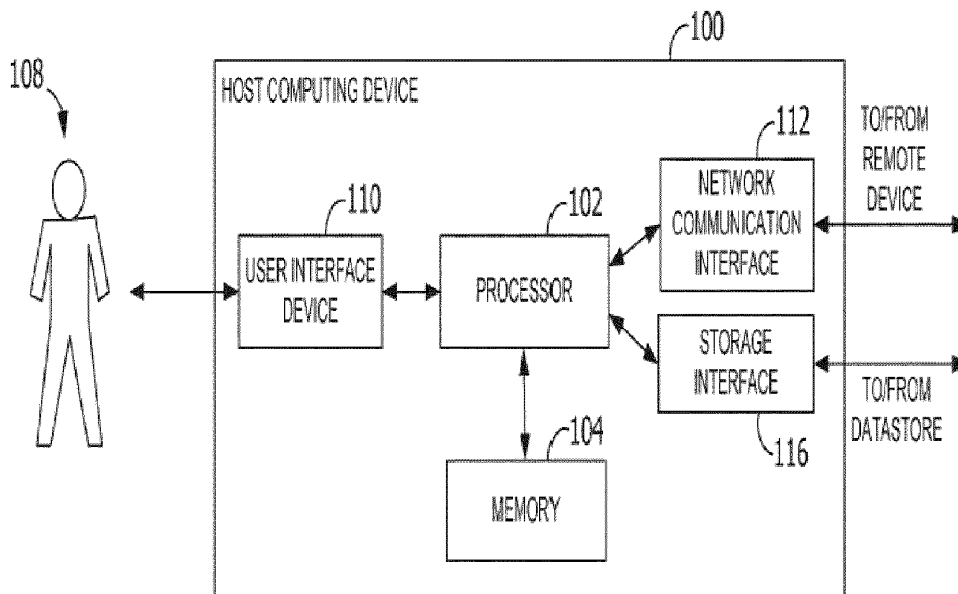 100
108
HOST COMPUTING DEVICE
112
TO/FROM
REMOTE
DEVICE
NETWORK
COMMUNICATION
INTERFACE
110
102
USER INTERFACE
DEVICE
PROCESSOR
STORAGE
INTERFACE
TO/FROM
DATASTORE
104
116
MEMORY